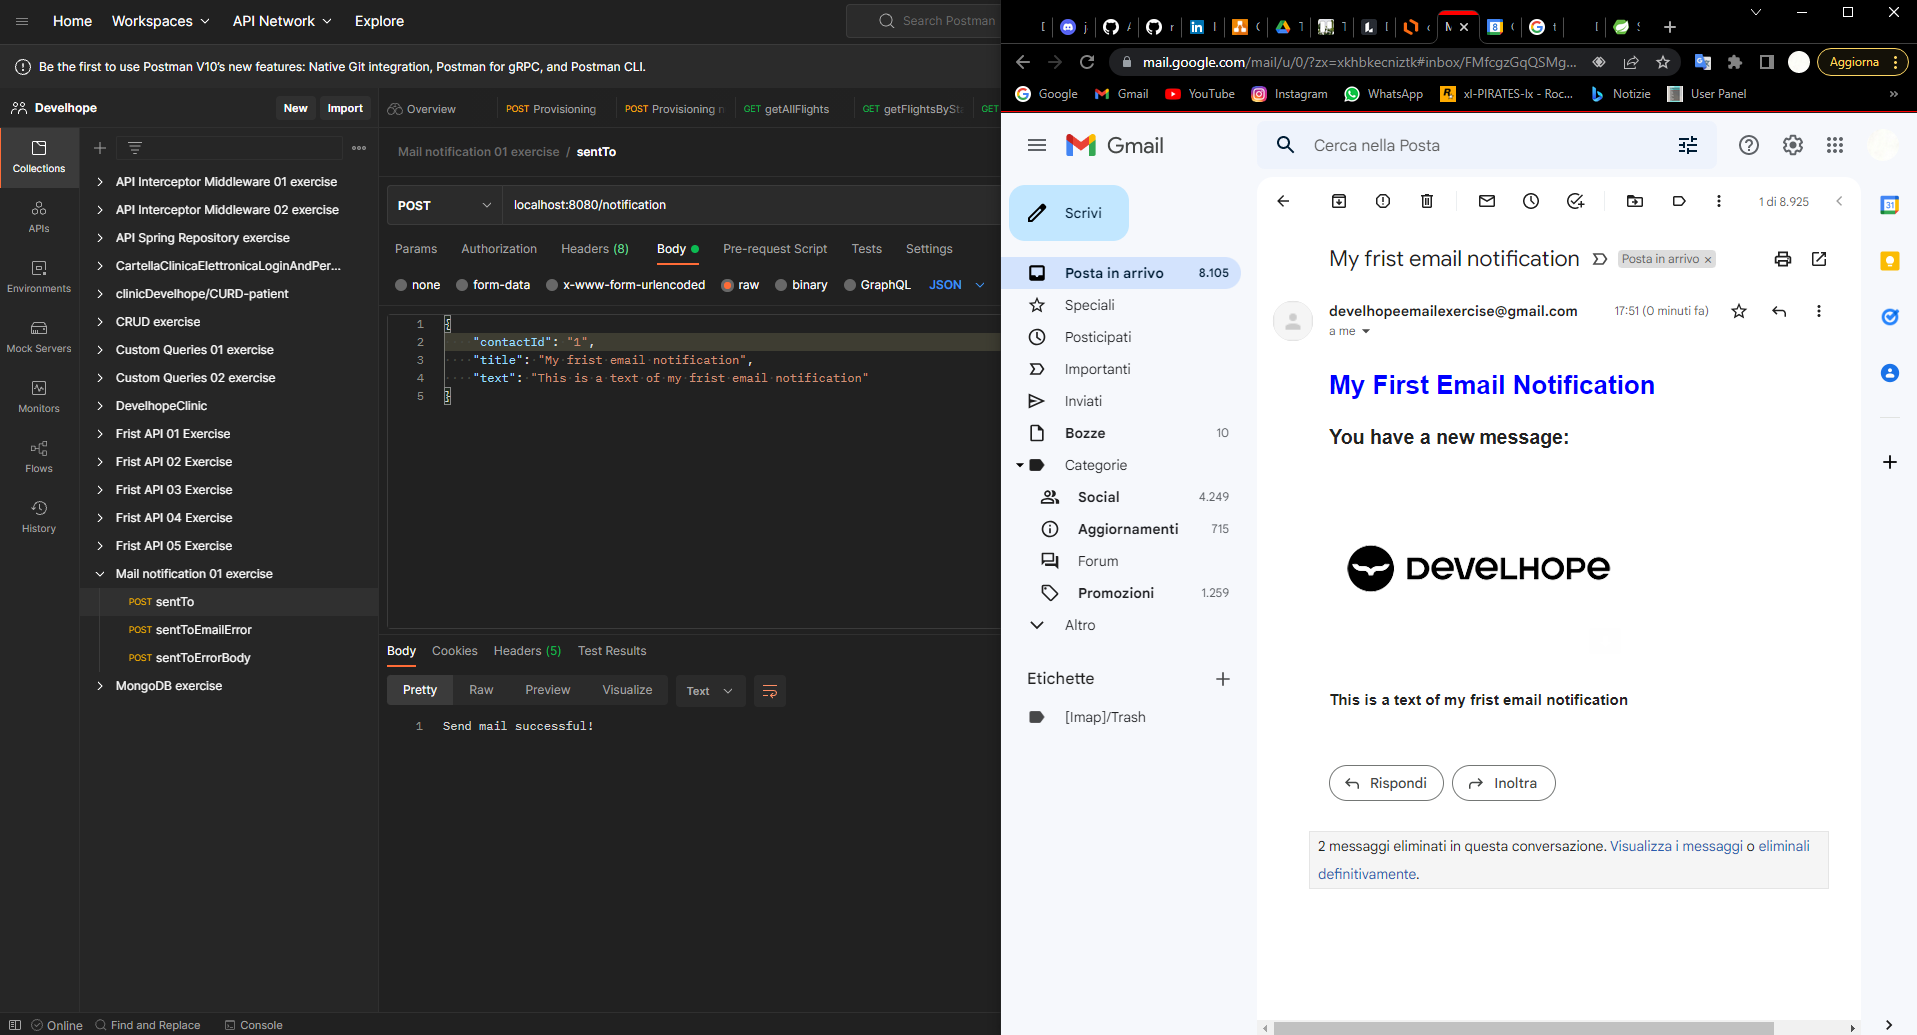 Home Workspaces API Network Explore Search Postman
Be the first to use Postman V10's new features: Native Git integration, Postman for gRPC, and Postman CLI.
Develhope New Import
Overview POST Provisioning POST Provisioning GET getAllFlights GET getFlightsBySt GET
Collections
APIs
Environments
Mock Servers
Monitors
Flows
History
API Interceptor Middleware 01 exercise
API Interceptor Middleware 02 exercise
API Spring Repository exercise
CartellaClinicaElettronicaLoginAndPer...
clinicDevelhope/CURD-patient
CRUD exercise
Custom Queries 01 exercise
Custom Queries 02 exercise
DevelhopeClinic
Frist API 01 Exercise
Frist API 02 Exercise
Frist API 03 Exercise
Frist API 04 Exercise
Frist API 05 Exercise
Mail notification 01 exercise
POST sentTo
POST sentToEmailError
POST sentToErrorBody
MongoDB exercise
Mail notification 01 exercise / sentTo
POST localhost:8080/notification
Params Authorization Headers (8) Body Pre-request Script Tests Settings
none form-data x-www-form-urlencoded raw binary GraphQL JSON
1 {
2 "contactId": "1",
3 "title": "My frist email notification",
4 "text": "This is a text of my frist email notification"
5 }
Body Cookies Headers (5) Test Results
Pretty Raw Preview Visualize Text
1 Send mail successful!
Online Find and Replace Console
mail.google.com/mail/u/0/?zx=xkhbkecniztk#inbox/FMfcgzGqQSMg... Aggiorna
Google Gmail YouTube Instagram WhatsApp xl-PIRATES-lx - Roc... Notizie User Panel »
Gmail
Cerca nella Posta
Scrivi
Posta in arrivo 8.105
Speciali
Posticipati
Importanti
Inviati
Bozze 10
Categorie
Social 4.249
Aggiornamenti 715
Forum
Promozioni 1.259
Altro
Etichette
[Imap]/Trash
1 di 8.925
My frist email notification Posta in arrivo ×
develhopeemailexercise@gmail.com 17:51 (0 minuti fa)
a me
My First Email Notification
You have a new message:
DEVELHOPE
This is a text of my frist email notification
Rispondi Inoltra
2 messaggi eliminati in questa conversazione. Visualizza i messaggi o eliminali
definitivamente.